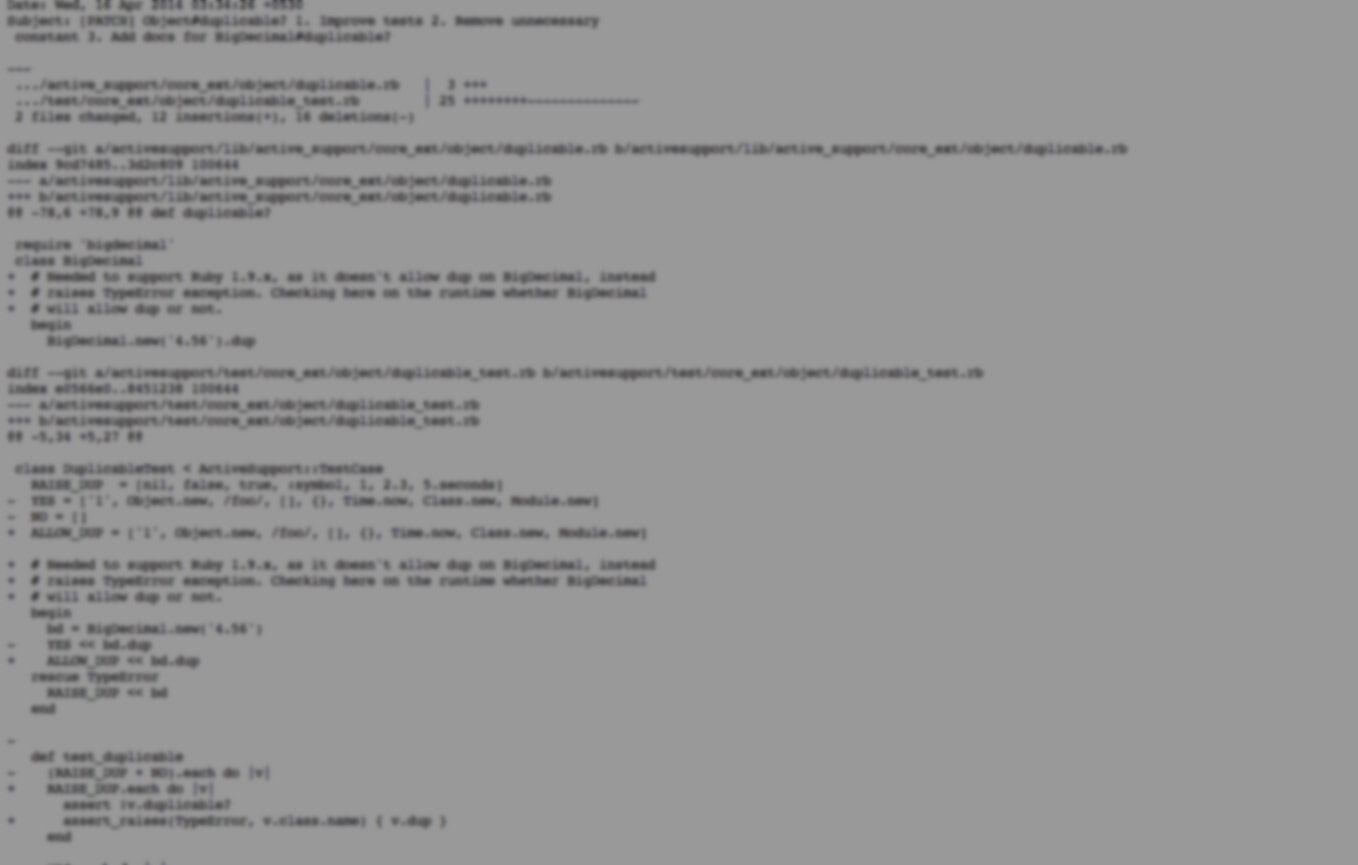 Date: Wed, 16 Apr 2014 03:34:26 +0530
Subject: [PATCH] Object#duplicable? 1. Improve tests 2. Remove unnecessary
 constant 3. Add docs for BigDecimal#duplicable?
---
 .../active_support/core_ext/object/duplicable.rb   |  3 +++
 .../test/core_ext/object/duplicable_test.rb        | 25 ++++++++--------------
 2 files changed, 12 insertions(+), 16 deletions(-)
diff --git a/activesupport/lib/active_support/core_ext/object/duplicable.rb b/activesupport/lib/active_support/core_ext/object/duplicable.rb
index 9cd7485..3d2c809 100644
--- a/activesupport/lib/active_support/core_ext/object/duplicable.rb
+++ b/activesupport/lib/active_support/core_ext/object/duplicable.rb
@@ -78,6 +78,9 @@ def duplicable?
 require 'bigdecimal'
 class BigDecimal
+  # Needed to support Ruby 1.9.x, as it doesn't allow dup on BigDecimal, instead
+  # raises TypeError exception. Checking here on the runtime whether BigDecimal
+  # will allow dup or not.
   begin
     BigDecimal.new('4.56').dup
diff --git a/activesupport/test/core_ext/object/duplicable_test.rb b/activesupport/test/core_ext/object/duplicable_test.rb
index e0566e0..8451238 100644
--- a/activesupport/test/core_ext/object/duplicable_test.rb
+++ b/activesupport/test/core_ext/object/duplicable_test.rb
@@ -5,34 +5,27 @@
 class DuplicableTest < ActiveSupport::TestCase
   RAISE_DUP  = [nil, false, true, :symbol, 1, 2.3, 5.seconds]
-  YES = ['1', Object.new, /foo/, [], {}, Time.now, Class.new, Module.new]
-  NO = []
+  ALLOW_DUP = ['1', Object.new, /foo/, [], {}, Time.now, Class.new, Module.new]
+  # Needed to support Ruby 1.9.x, as it doesn't allow dup on BigDecimal, instead
+  # raises TypeError exception. Checking here on the runtime whether BigDecimal
+  # will allow dup or not.
   begin
     bd = BigDecimal.new('4.56')
-    YES << bd.dup
+    ALLOW_DUP << bd.dup
   rescue TypeError
     RAISE_DUP << bd
   end
-
   def test_duplicable
-    (RAISE_DUP + NO).each do |v|
+    RAISE_DUP.each do |v|
       assert !v.duplicable?
+      assert_raises(TypeError, v.class.name) { v.dup }
     end